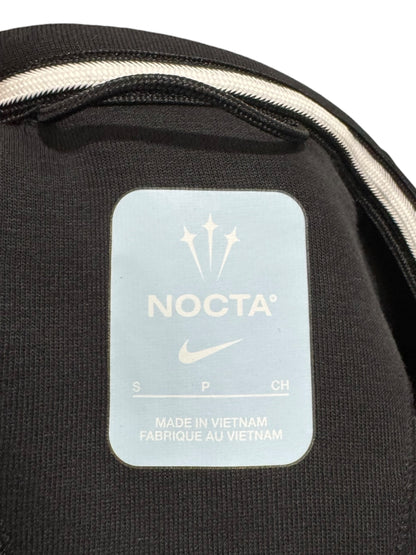 NOCTA®
S P CH
MADE IN VIETNAM
FABRIQUE AU VIETNAM